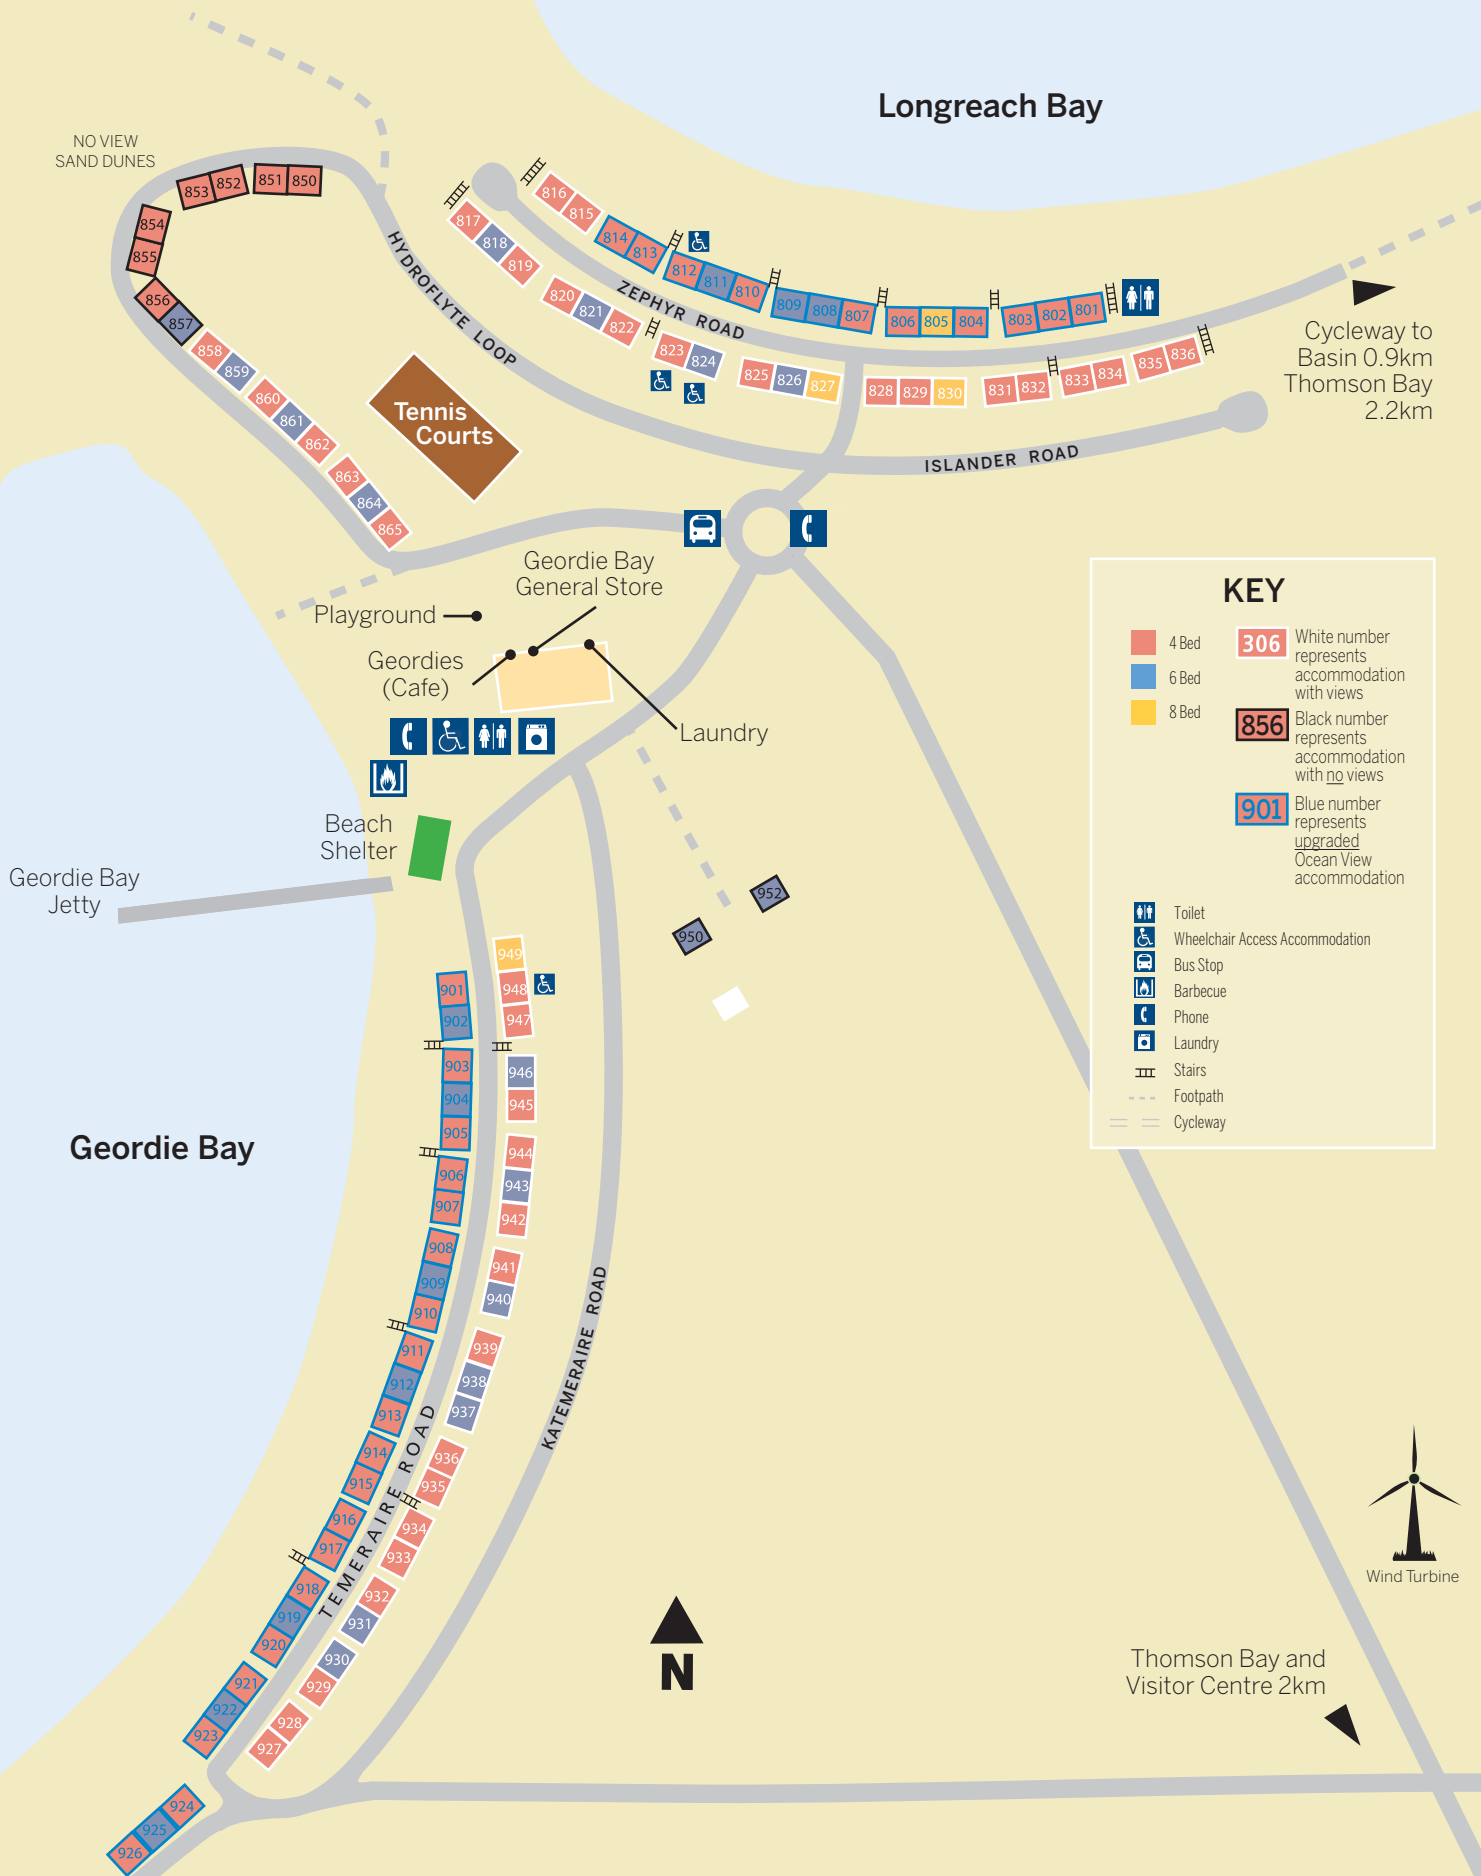 Longreach Bay
NO VIEW
SAND DUNES
853
852
851
850
854
855
856
857
858
859
860
861
862
863
864
865
HYDROFLYTE LOOP
816
815
814
813
812
811
810
809
808
807
806
805
804
803
802
801
817
818
819
820
821
822
823
824
825
826
827
828
829
830
831
832
833
834
835
836
ZEPHYR ROAD
Cycleway to
Basin 0.9km
Thomson Bay
2.2km
Tennis
Courts
ISLANDER ROAD
Geordie Bay
General Store
Playground
Geordies
(Cafe)
Laundry
Beach
Shelter
Geordie Bay
Jetty
Geordie Bay
952
950
949
948
947
946
945
944
943
942
941
940
939
938
937
936
935
934
933
932
931
930
929
928
927
901
902
903
904
905
906
907
908
909
910
911
912
913
914
915
916
917
918
919
920
921
922
923
924
925
926
TEMERAIRE ROAD
KATEMERAIRE ROAD
KEY
4 Bed
6 Bed
8 Bed
306
White number
represents
accommodation
with views
856
Black number
represents
accommodation
with no views
901
Blue number
represents
upgraded
Ocean View
accommodation
Toilet
Wheelchair Access Accommodation
Bus Stop
Barbecue
Phone
Laundry
Stairs
Footpath
Cycleway
Wind Turbine
N
Thomson Bay and
Visitor Centre 2km